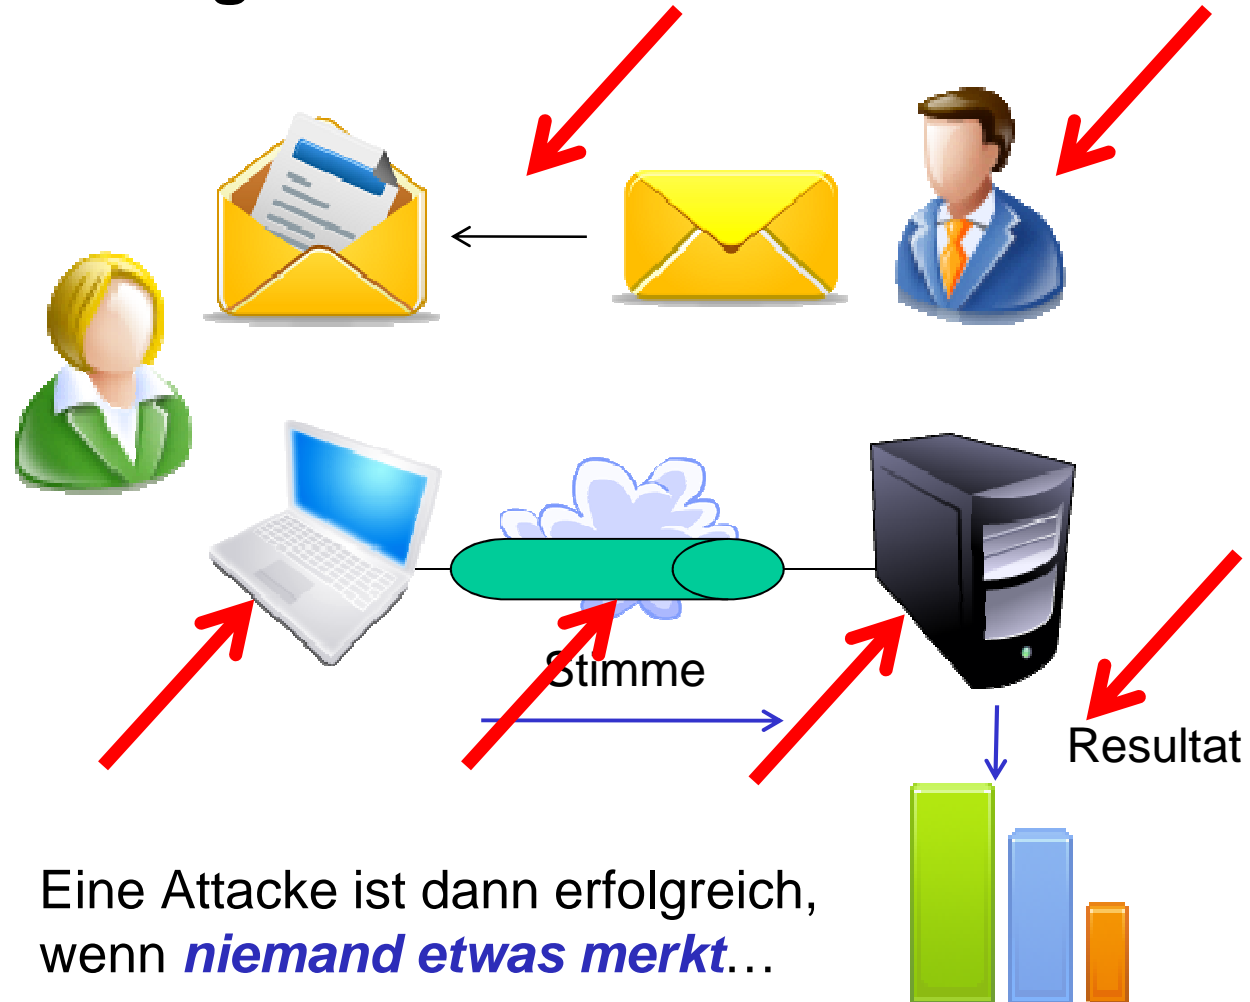 Stimme
Resultat
Eine Attacke ist dann erfolgreich,
wenn niemand etwas merkt…